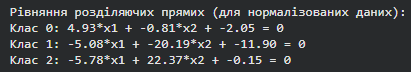 Рівняння розділяючих прямих (для нормалізованих даних):
Клас 0: 4.93*x1 + -0.81*x2 + -2.05 = 0
Клас 1: -5.08*x1 + -20.19*x2 + -11.90 = 0
Клас 2: -5.78*x1 + 22.37*x2 + -0.15 = 0